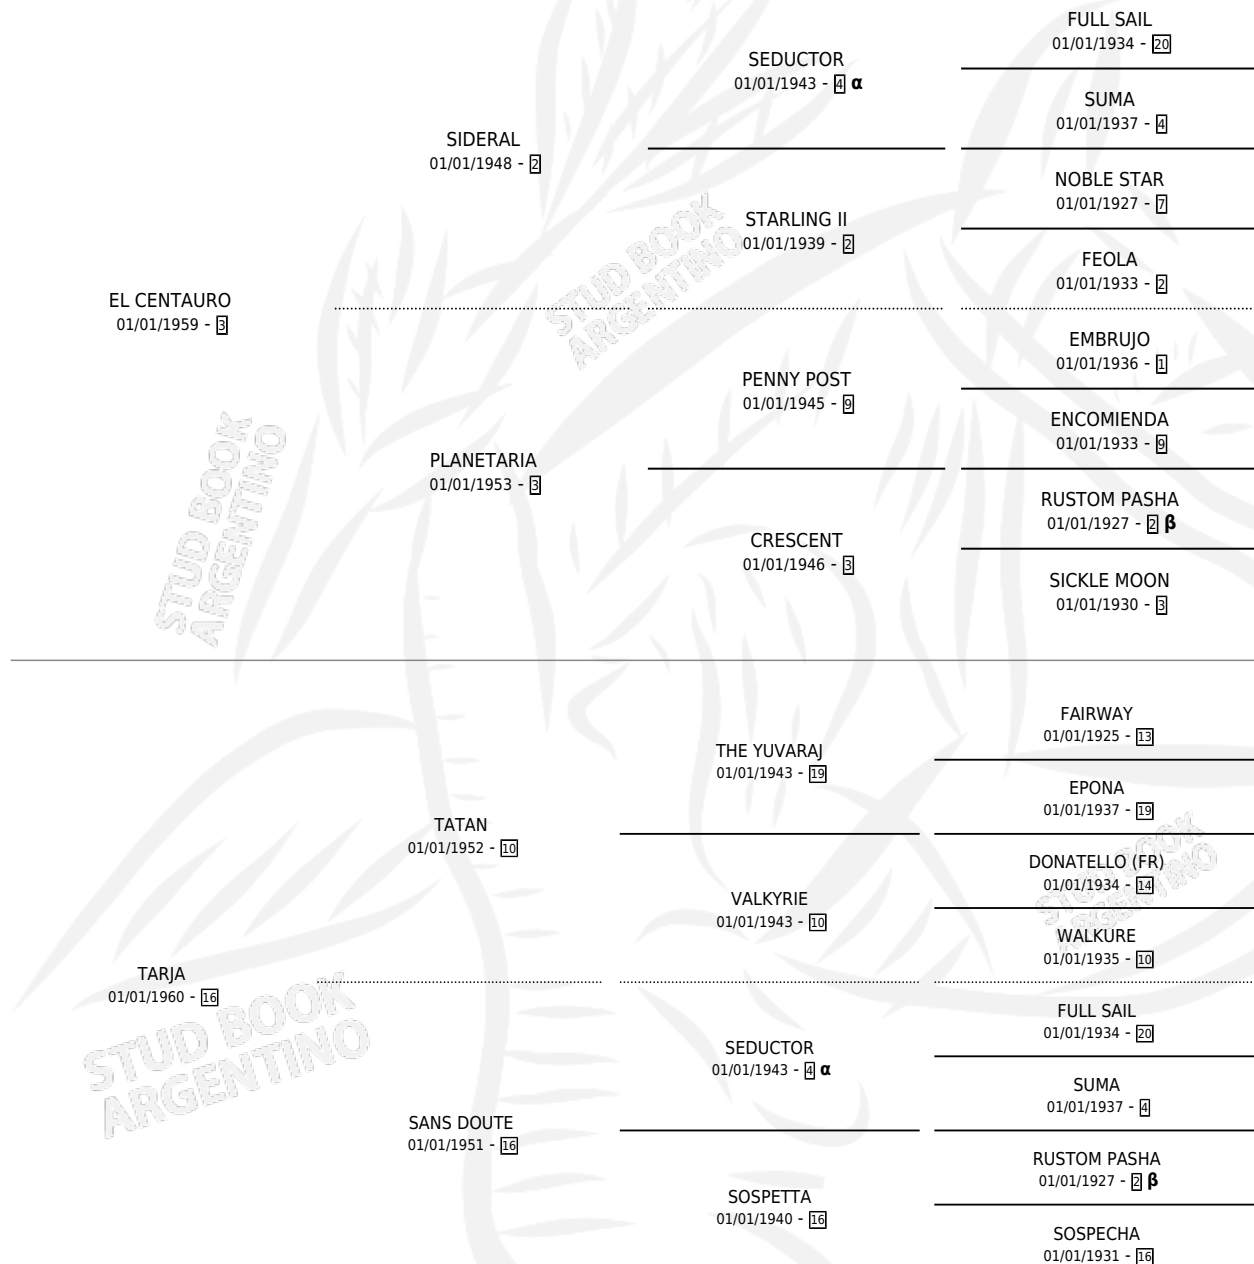 FULL SAIL
01/01/1934 - 20
SEDUCTOR
01/01/1943 - 4 α
SUMA
01/01/1937 - 4
SIDERAL
01/01/1948 - 2
NOBLE STAR
01/01/1927 - 7
STARLING II
01/01/1939 - 2
FEOLA
01/01/1933 - 2
EL CENTAURO
01/01/1959 - 3
EMBRUJO
01/01/1936 - 1
PENNY POST
01/01/1945 - 9
ENCOMIENDA
01/01/1933 - 9
PLANETARIA
01/01/1953 - 3
RUSTOM PASHA
01/01/1927 - 2 β
CRESCENT
01/01/1946 - 3
SICKLE MOON
01/01/1930 - 3
FAIRWAY
01/01/1925 - 13
THE YUVARAJ
01/01/1943 - 19
EPONA
01/01/1937 - 19
TATAN
01/01/1952 - 10
DONATELLO (FR)
01/01/1934 - 14
VALKYRIE
01/01/1943 - 10
WALKURE
01/01/1935 - 10
TARJA
01/01/1960 - 16
FULL SAIL
01/01/1934 - 20
SEDUCTOR
01/01/1943 - 4 α
SUMA
01/01/1937 - 4
SANS DOUTE
01/01/1951 - 16
RUSTOM PASHA
01/01/1927 - 2 β
SOSPETTA
01/01/1940 - 16
SOSPECHA
01/01/1931 - 16
STUD BOOK
ARGENTINO
STUD BOOK
ARGENTINO
STUD BOOK
ARGENTINO
STUD BOOK
ARGENTINO